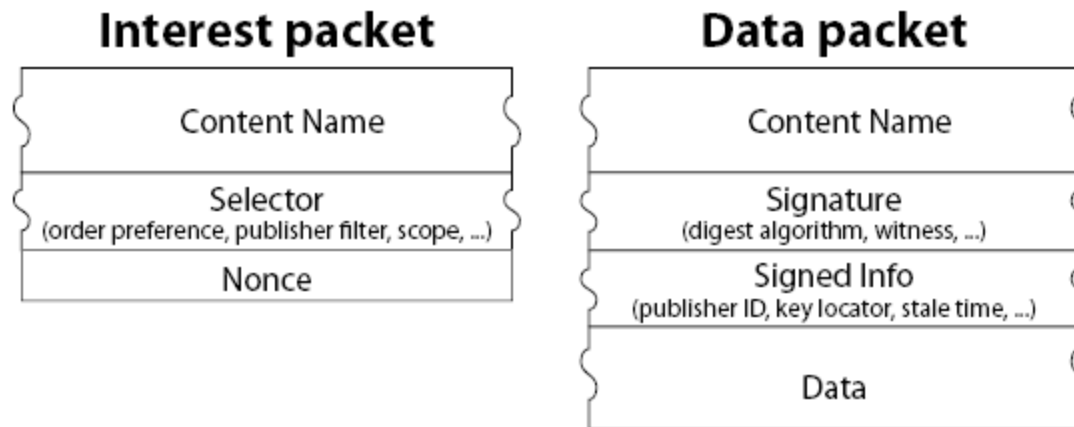 Interest packet
Content Name
Selector
(order preference, publisher filter, scope, ...)
Nonce
Data packet
Content Name
Signature
(digest algorithm, witness, ...)
Signed Info
(publisher ID, key locator, stale time, ...)
Data